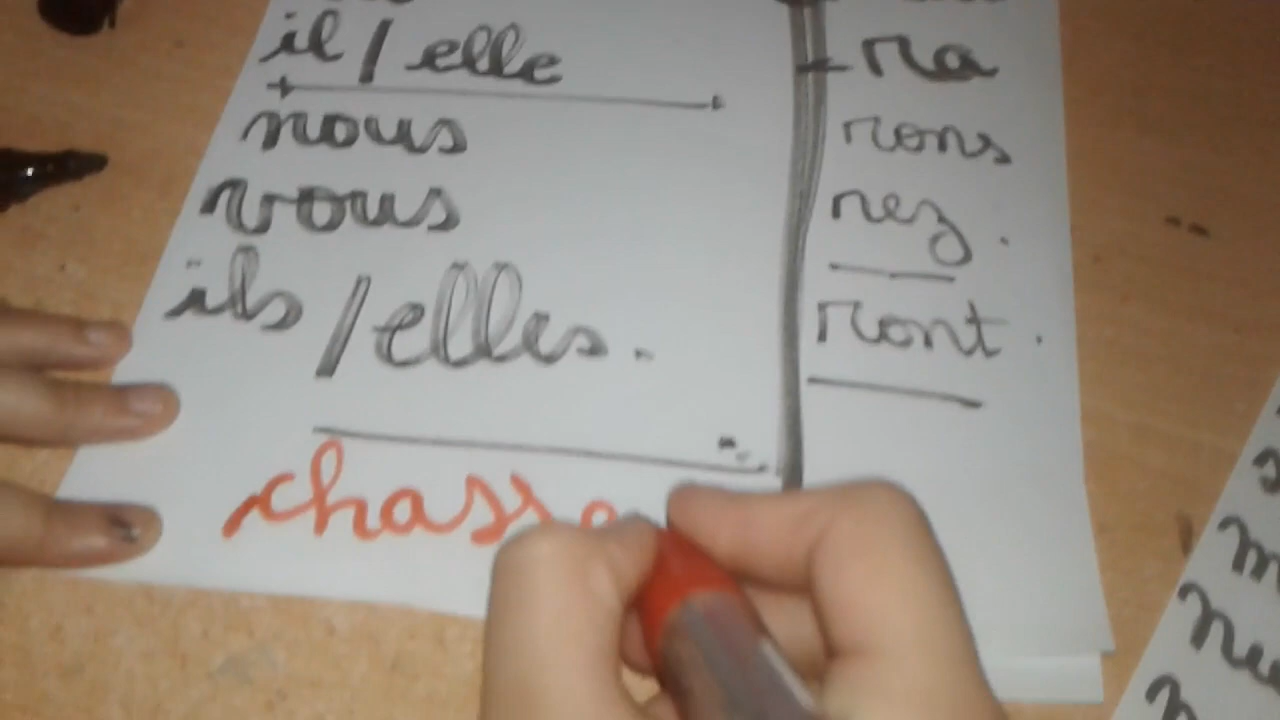 il/elle ra
nous rons
vous rez.
ils/elles. ront.
chasse